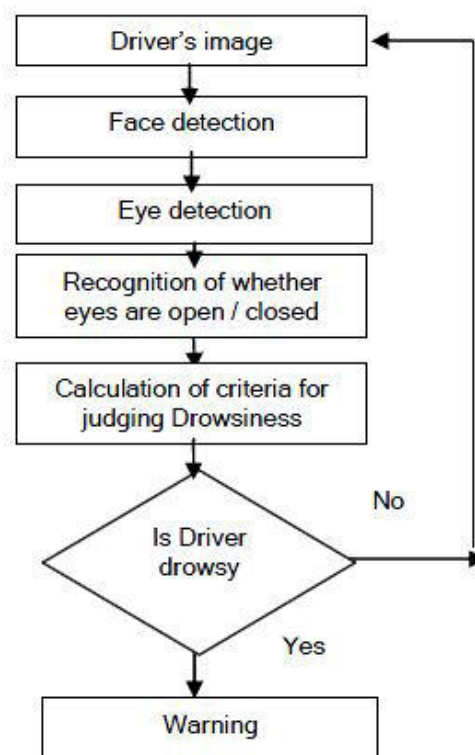 Driver's image
Face detection
Eye detection
Recognition of whether
eyes are open / closed
Calculation of criteria for
judging Drowsiness
No
Is Driver
drowsy
Yes
Warning